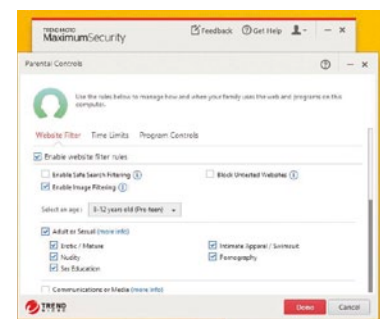 TREND MICRO
MaximumSecurity
Feedback Get Help
Parental Controls
Use the rules below to manage how and when your family uses the web and programs on this
computer.
Website Filter Time Limits Program Controls
Enable website filter rules
Enable Safe Search Filtering Block Untested Websites
Enable Image Filtering
Select an age: 8-12 years old (Pre-teen)
Adult or Sexual (more info)
Erotic / Mature Intimate Apparel / Swimsuit
Nudity Pornography
Sex Education
Communications or Media (more info)
TREND
MICRO
Demo Cancel